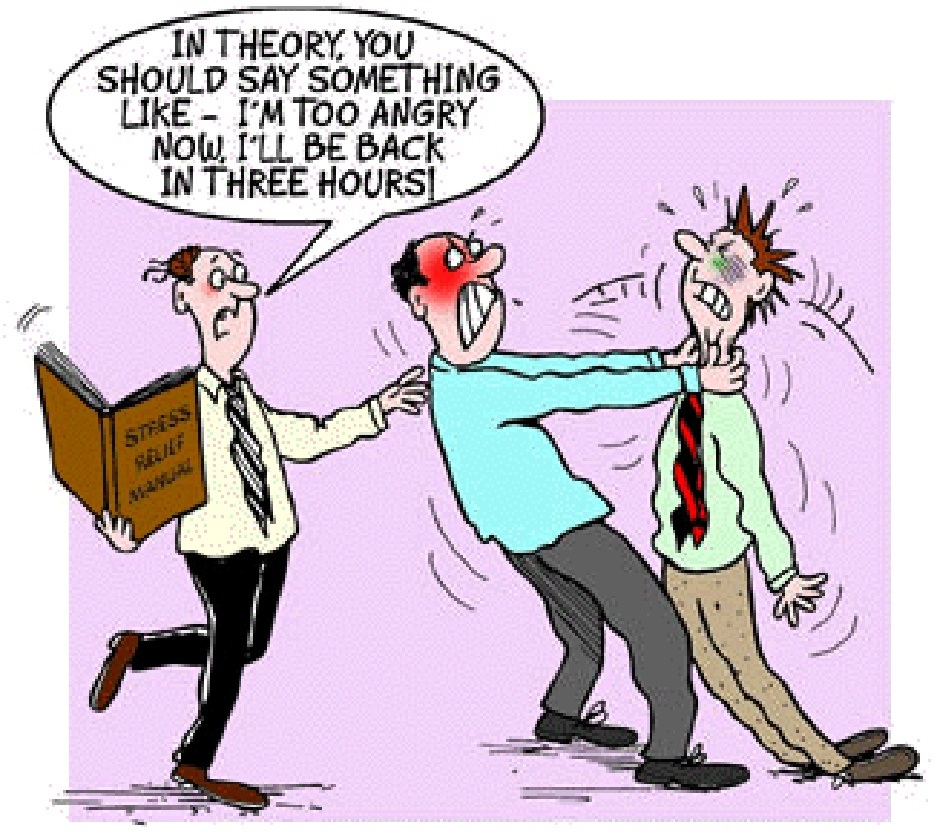 IN THEORY, YOU
SHOULD SAY SOMETHING
LIKE - I'M TOO ANGRY
NOW. I'LL BE BACK
IN THREE HOURS!
STRESS
RELIEF
MANUAL